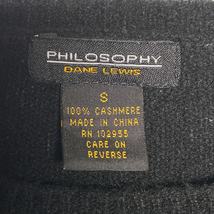 PHILOSOPHY
DANE LEWIS
S
100% CASHMERE
MADE IN CHINA
RN 102955
CARE ON
REVERSE